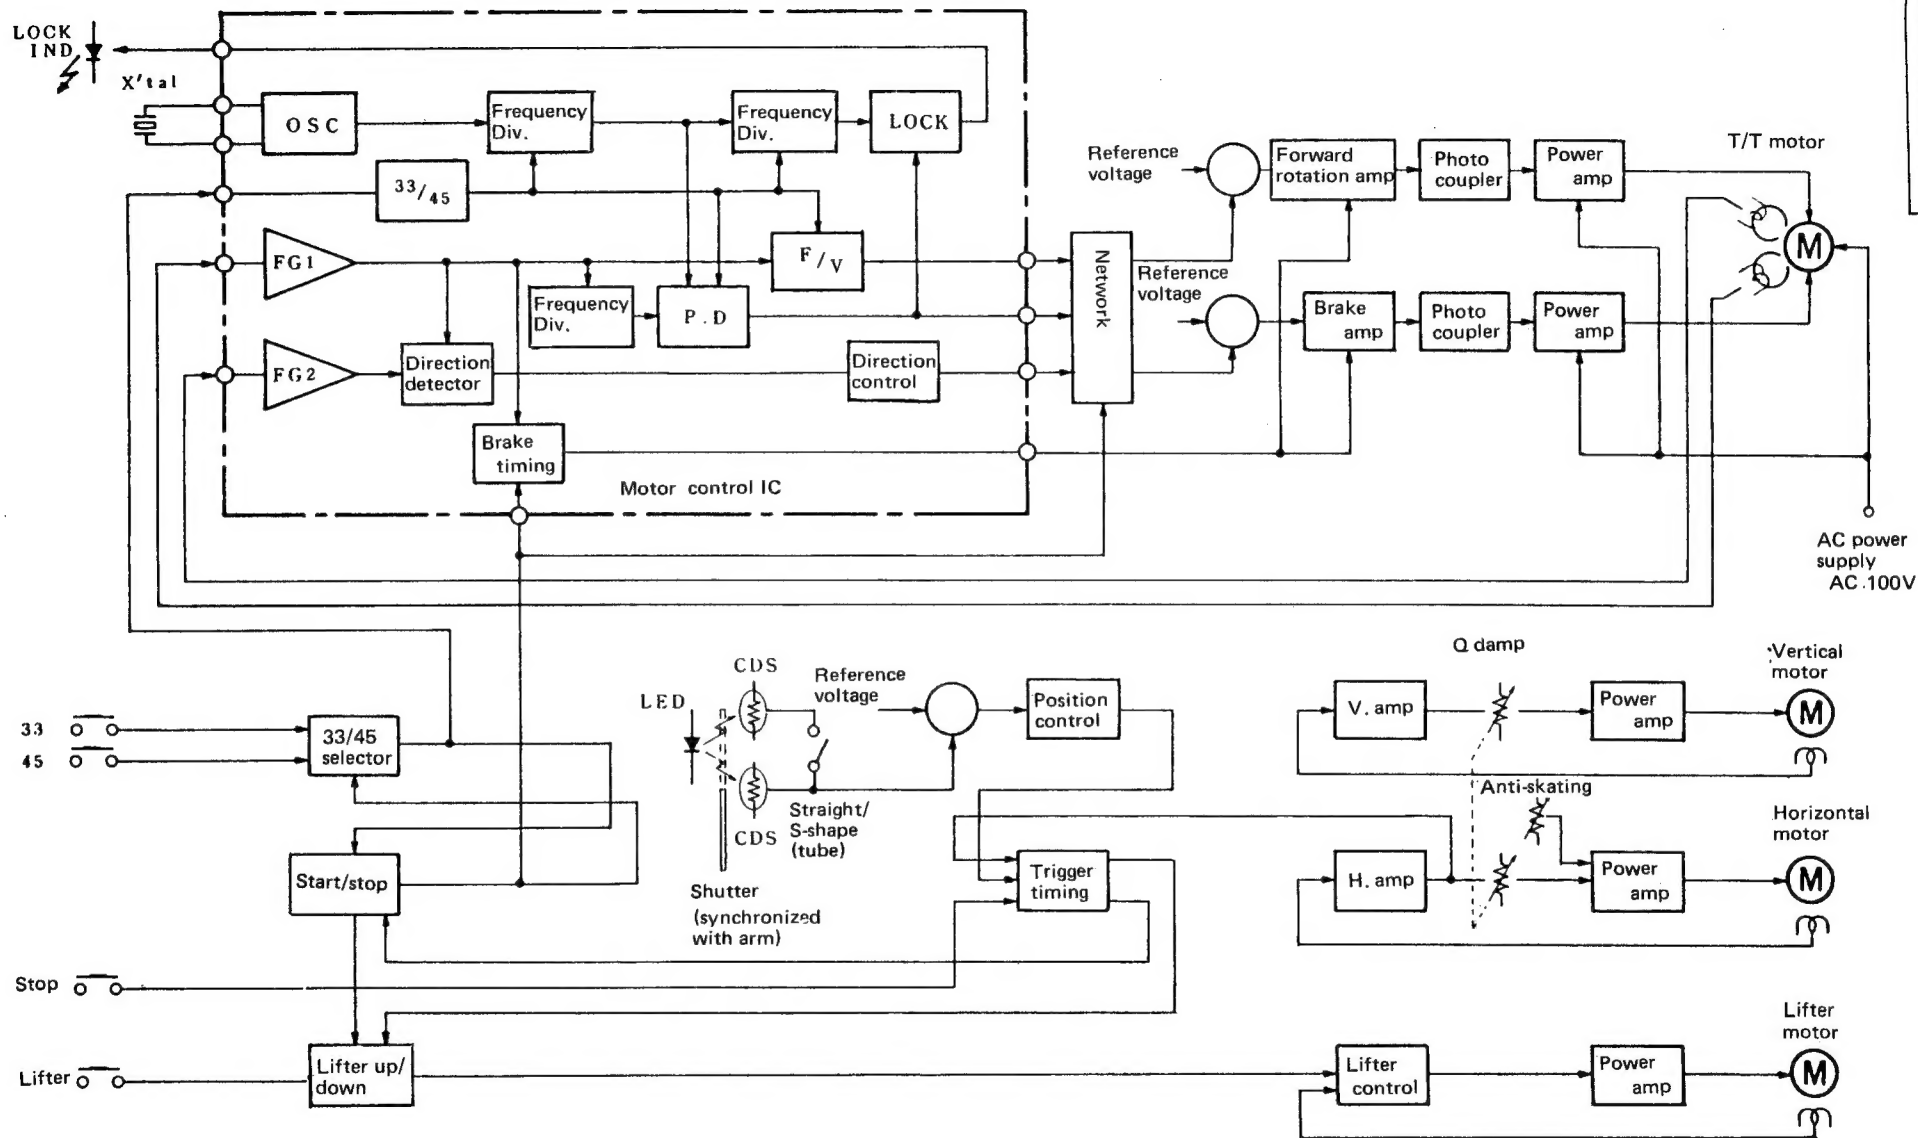 LOCK
IND
X'tal
OSC
Frequency
Div.
Frequency
Div.
LOCK
33/45
FG1
F/V
Frequency
Div.
P.D
FG2
Direction
detector
Direction
control
Brake
timing
Motor control IC
Network
Reference
voltage
Forward
rotation amp
Photo
coupler
Power
amp
T/T motor
M
Reference
voltage
Brake
amp
Photo
coupler
Power
amp
AC power
supply
AC.100V
33
45
33/45
selector
Start/stop
LED
CDS
CDS
Reference
voltage
Position
control
Straight/
S-shape
(tube)
Shutter
(synchronized
with arm)
Trigger
timing
Q damp
Vertical
motor
V. amp
Power
amp
M
Anti-skating
Horizontal
motor
H. amp
Power
amp
M
Stop
Lifter
Lifter up/
down
Lifter
control
Power
amp
Lifter
motor
M